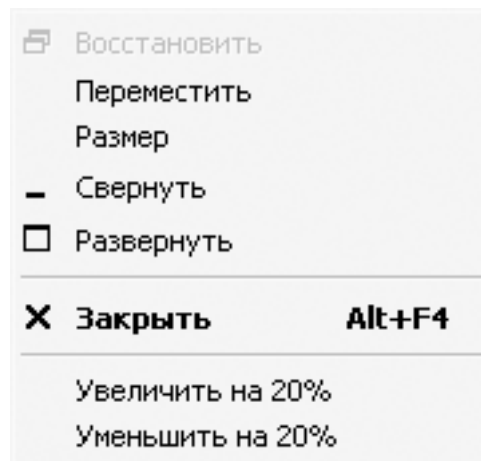 Восстановить
Переместить
Размер
Свернуть
Развернуть
Закрыть Alt+F4
Увеличить на 20%
Уменьшить на 20%